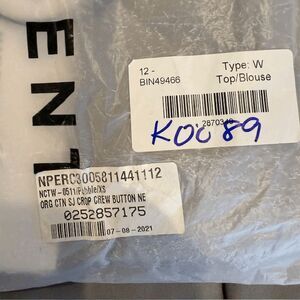 ENT
12 -
BIN49466
Type: W
Top/Blouse
K0089
NPERC3005811441112
NCTW-0511/Pebble/XS
ORG CTN SJ CROP CREW BUTTON NE
0252857175
07-08-2021